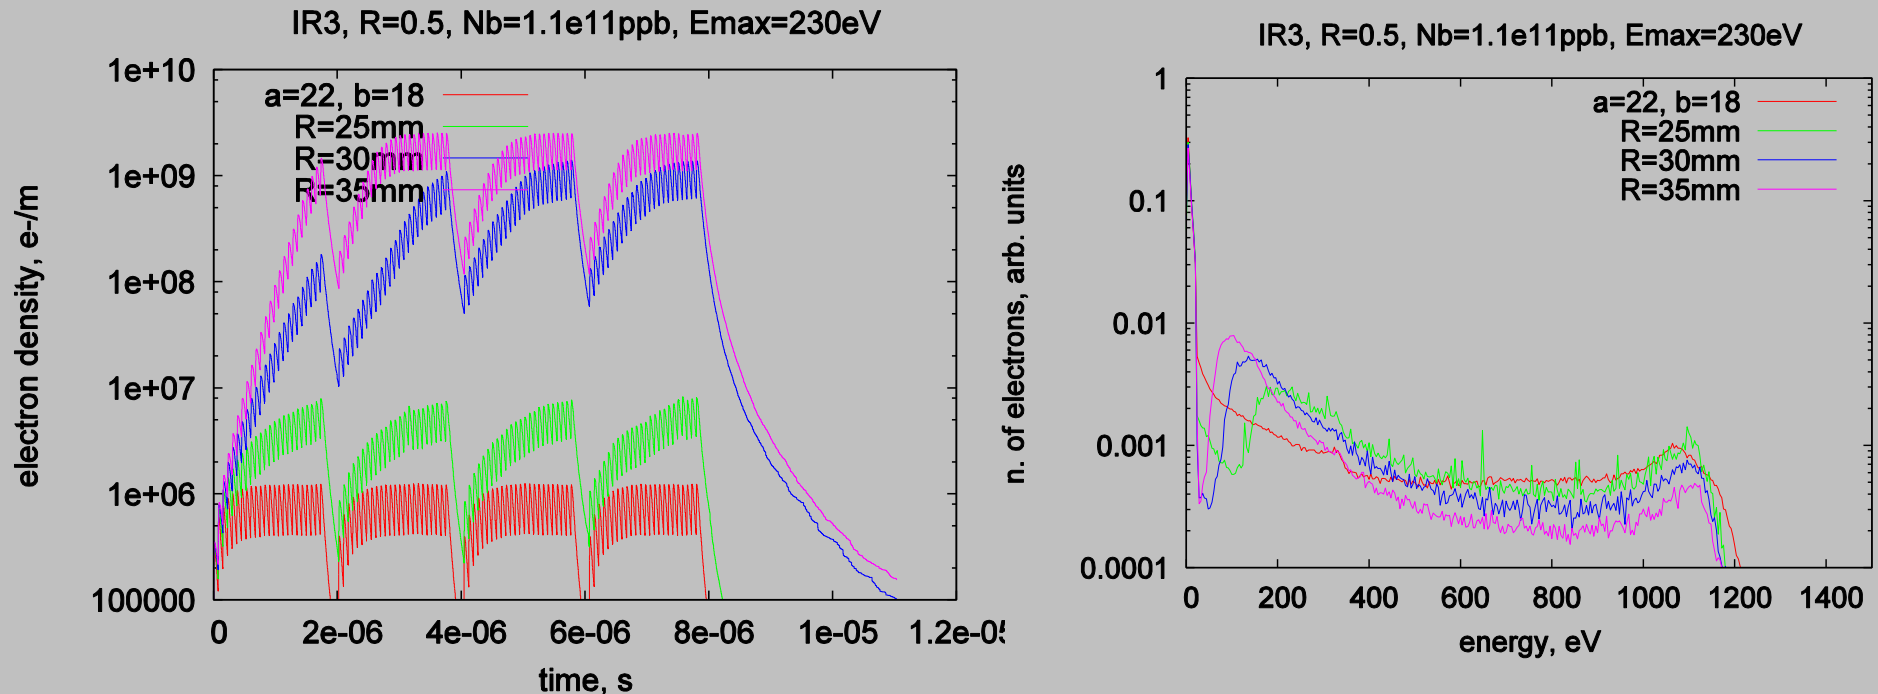 IR3, R=0.5, Nb=1.1e11ppb, Emax=230eV
1e+10
1e+09
1e+08
1e+07
1e+06
100000
electron density, e-/m
a=22, b=18
R=25mm
R=30mm
R=35mm
0 2e-06 4e-06 6e-06 8e-06 1e-05 1.2e-05
time, s
IR3, R=0.5, Nb=1.1e11ppb, Emax=230eV
1
0.1
0.01
0.001
0.0001
n. of electrons, arb. units
a=22, b=18
R=25mm
R=30mm
R=35mm
0 200 400 600 800 1000 1200 1400
energy, eV